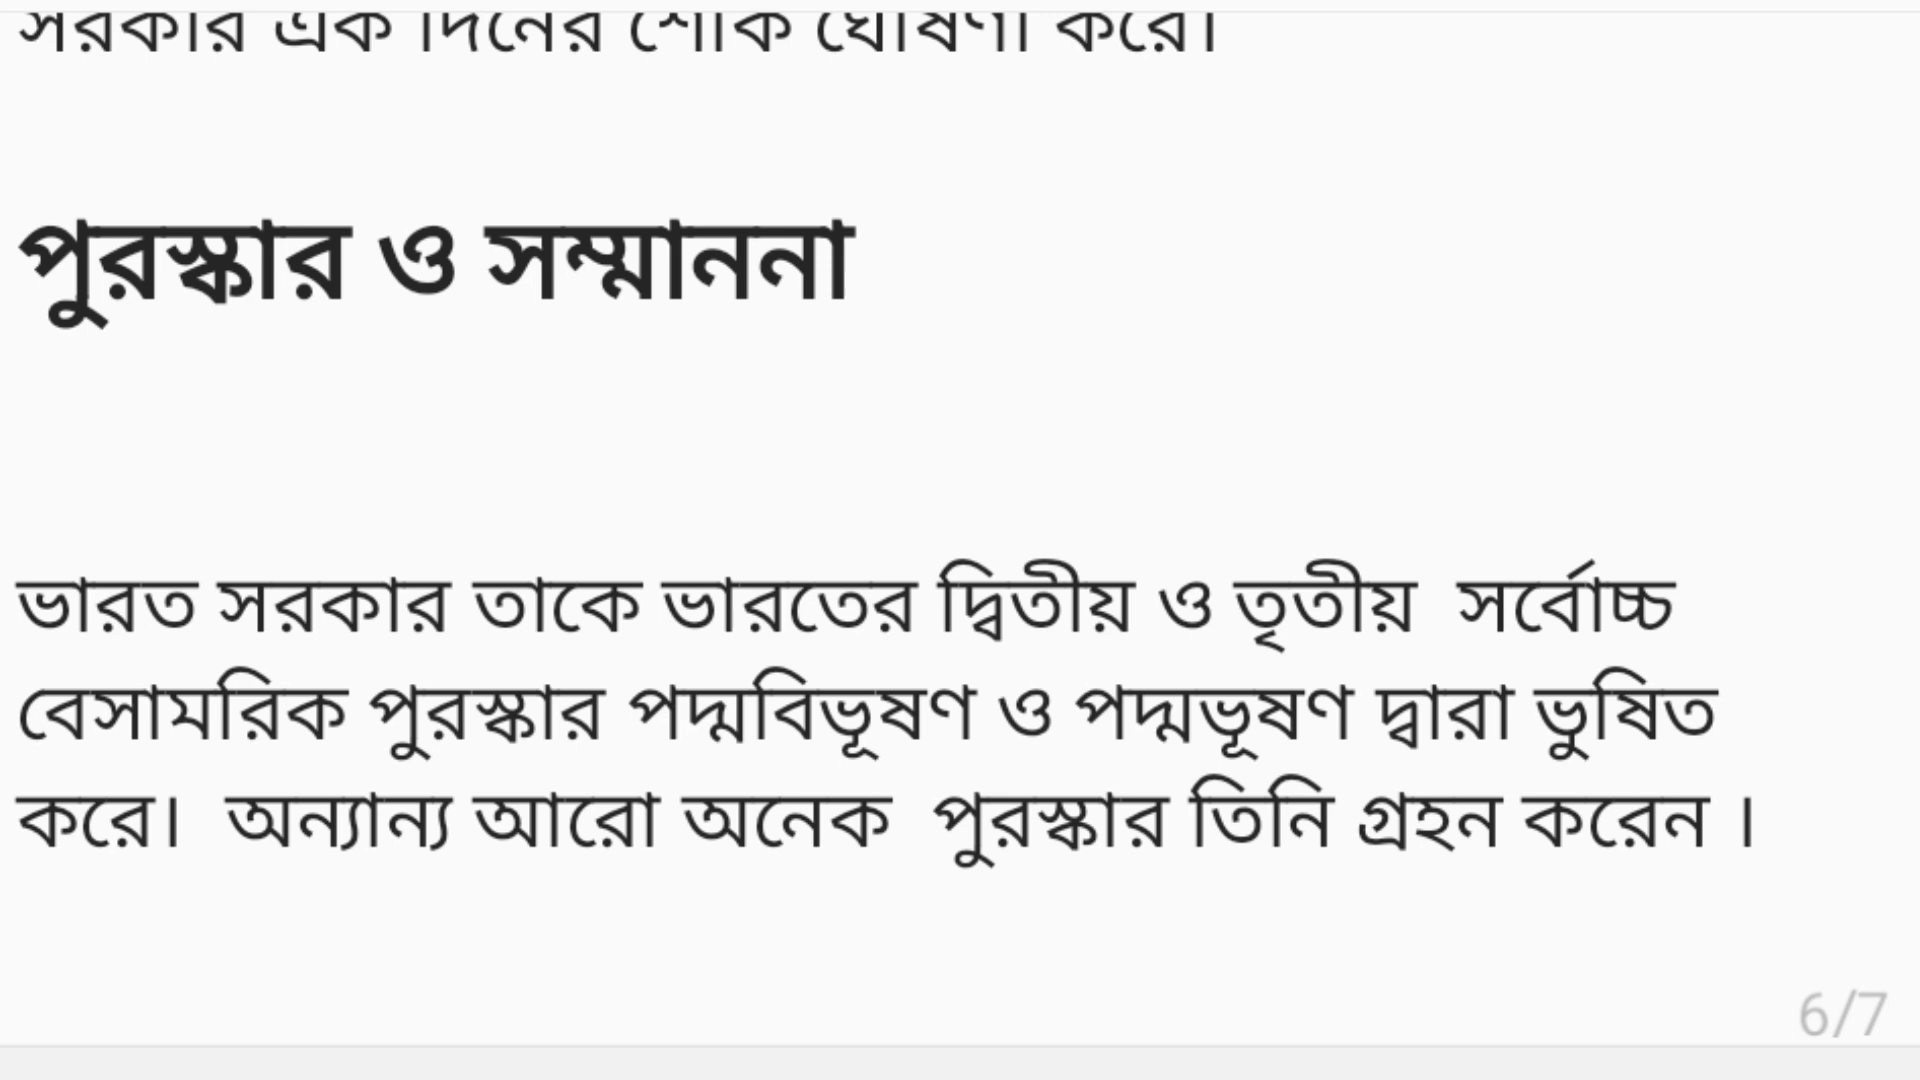 সরকার এক দিনের শোক ঘোষণা করে।
পুরস্কার ও সম্মাননা
ভারত সরকার তাকে ভারতের দ্বিতীয় ও তৃতীয় সর্বোচ্চ
বেসামরিক পুরস্কার পদ্মবিভূষণ ও পদ্মভূষণ দ্বারা ভুষিত
করে। অন্যান্য আরো অনেক পুরস্কার তিনি গ্রহন করেন ।
6/7